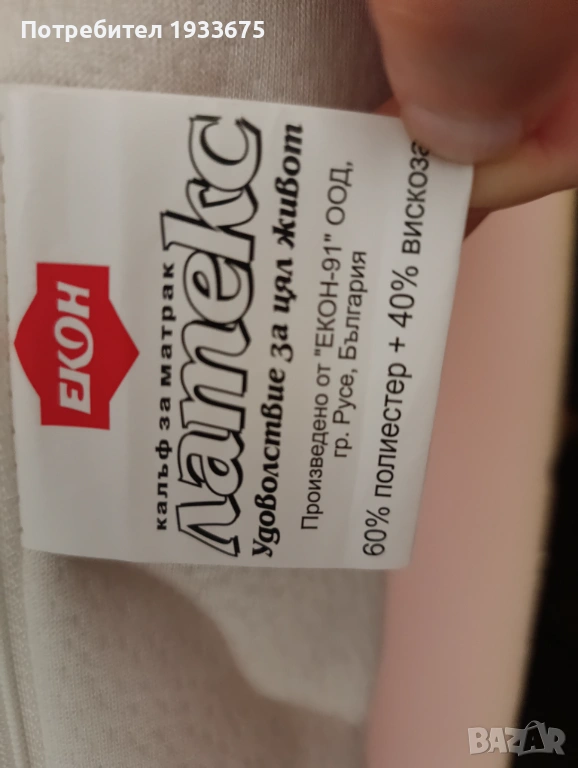 Потребител 1933675
ЕКОН
калъф за матрак
Латекс
Удоволствие за цял живот
Произведено от "ЕКОН-91" ООД,
гр. Русе, България
60% полиестер + 40% вискоза
BAZAR